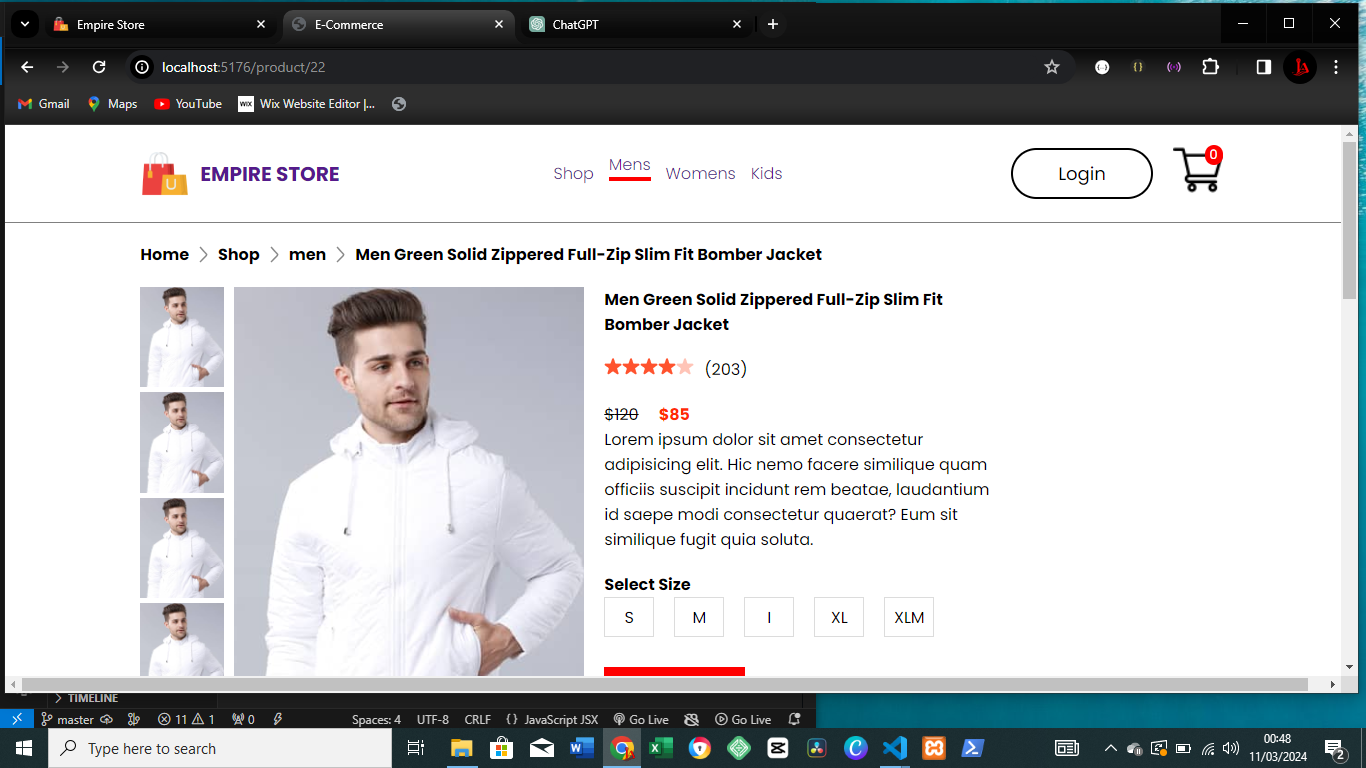 Empire Store
E-Commerce
ChatGPT
localhost:5176/product/22
Gmail
Maps
YouTube
WIX Wix Website Editor |...
EMPIRE STORE
Shop
Mens
Womens
Kids
Login
0
Home
Shop
men
Men Green Solid Zippered Full-Zip Slim Fit Bomber Jacket
Men Green Solid Zippered Full-Zip Slim Fit
Bomber Jacket
(203)
$120 $85
Lorem ipsum dolor sit amet consectetur
adipisicing elit. Hic nemo facere similique quam
officiis suscipit incidunt rem beatae, laudantium
id saepe modi consectetur quaerat? Eum sit
similique fugit quia soluta.
Select Size
S M I XL XLM
TIMELINE
master 11 1 0 Spaces: 4 UTF-8 CRLF {} JavaScript JSX Go Live Go Live
Type here to search
00:48
11/03/2024
2